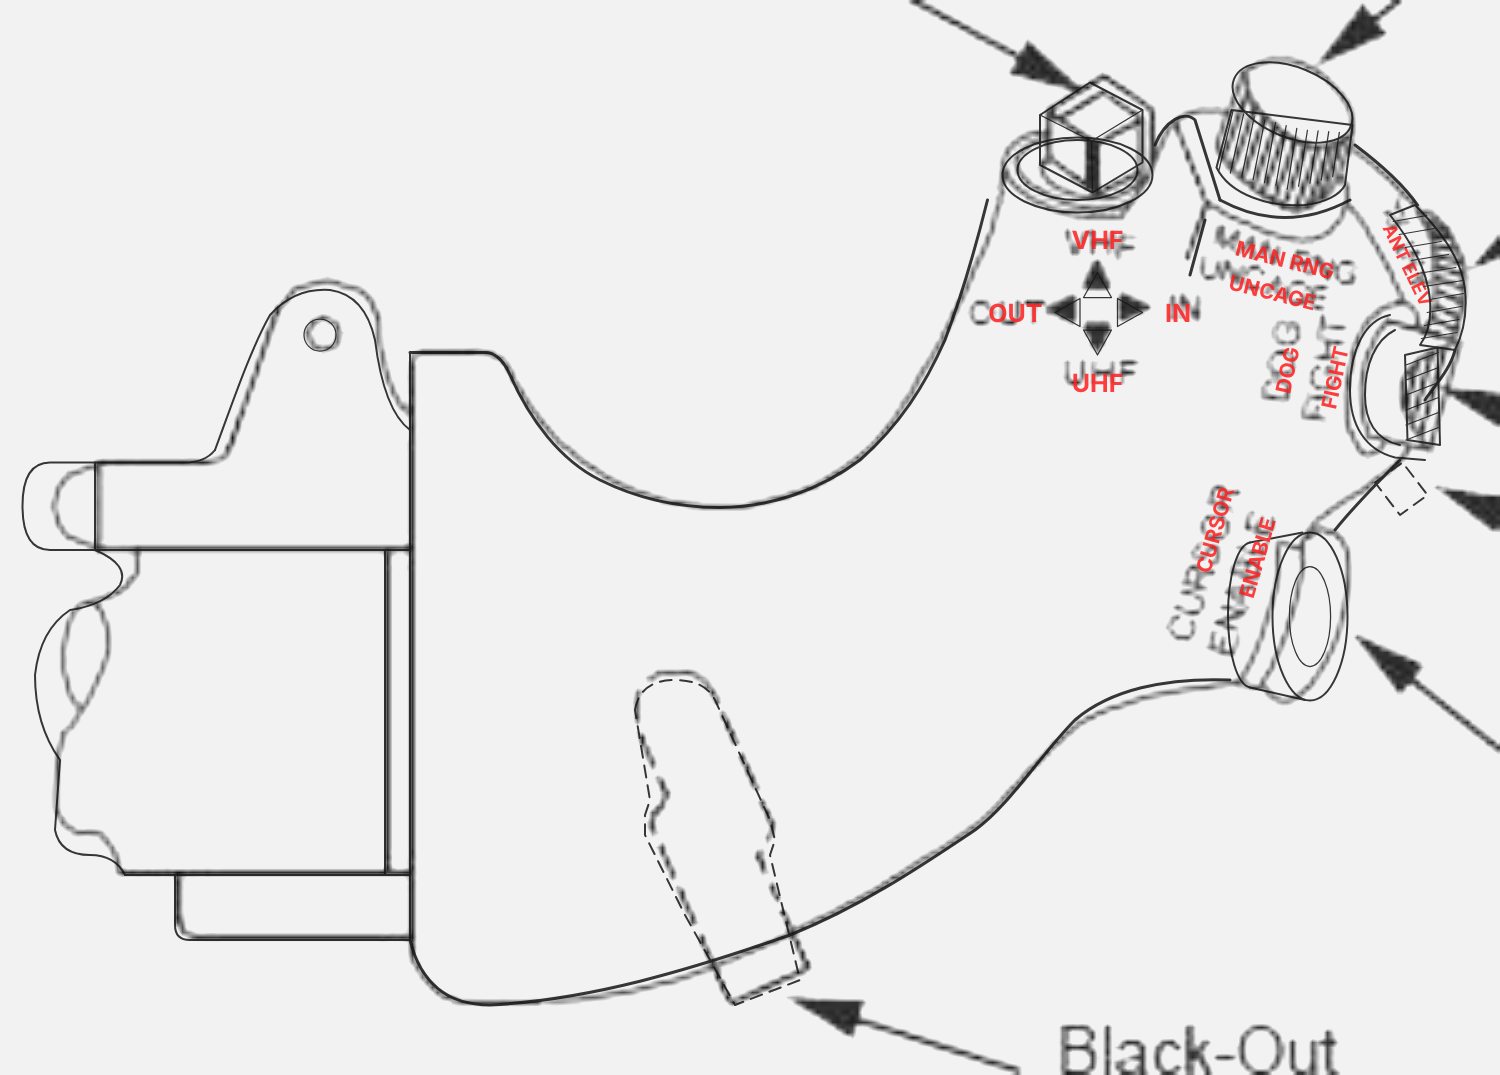 VHF
OUT IN
UHF
MAN RNG
UNCAGE
ANT ELEV
DOG
FIGHT
CURSOR
ENABLE
Black-Out